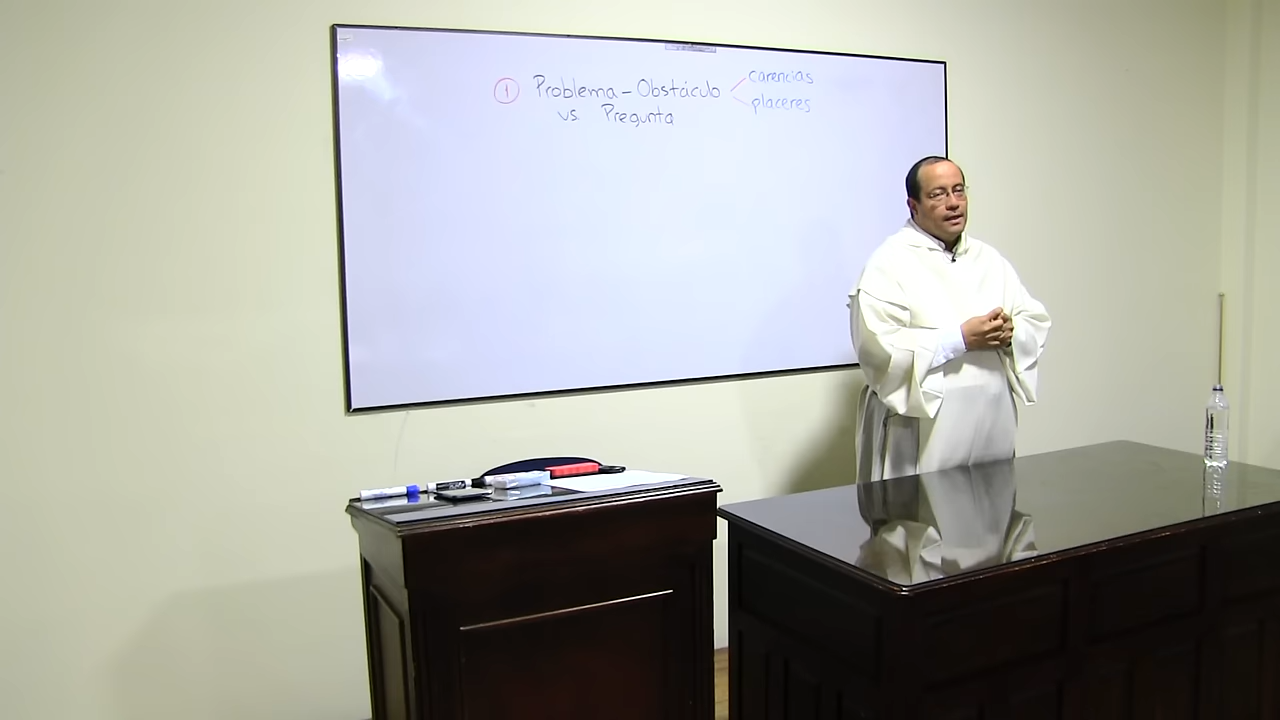 1 Problema - Obstáculo
carencias
placeres
vs. Pregunta